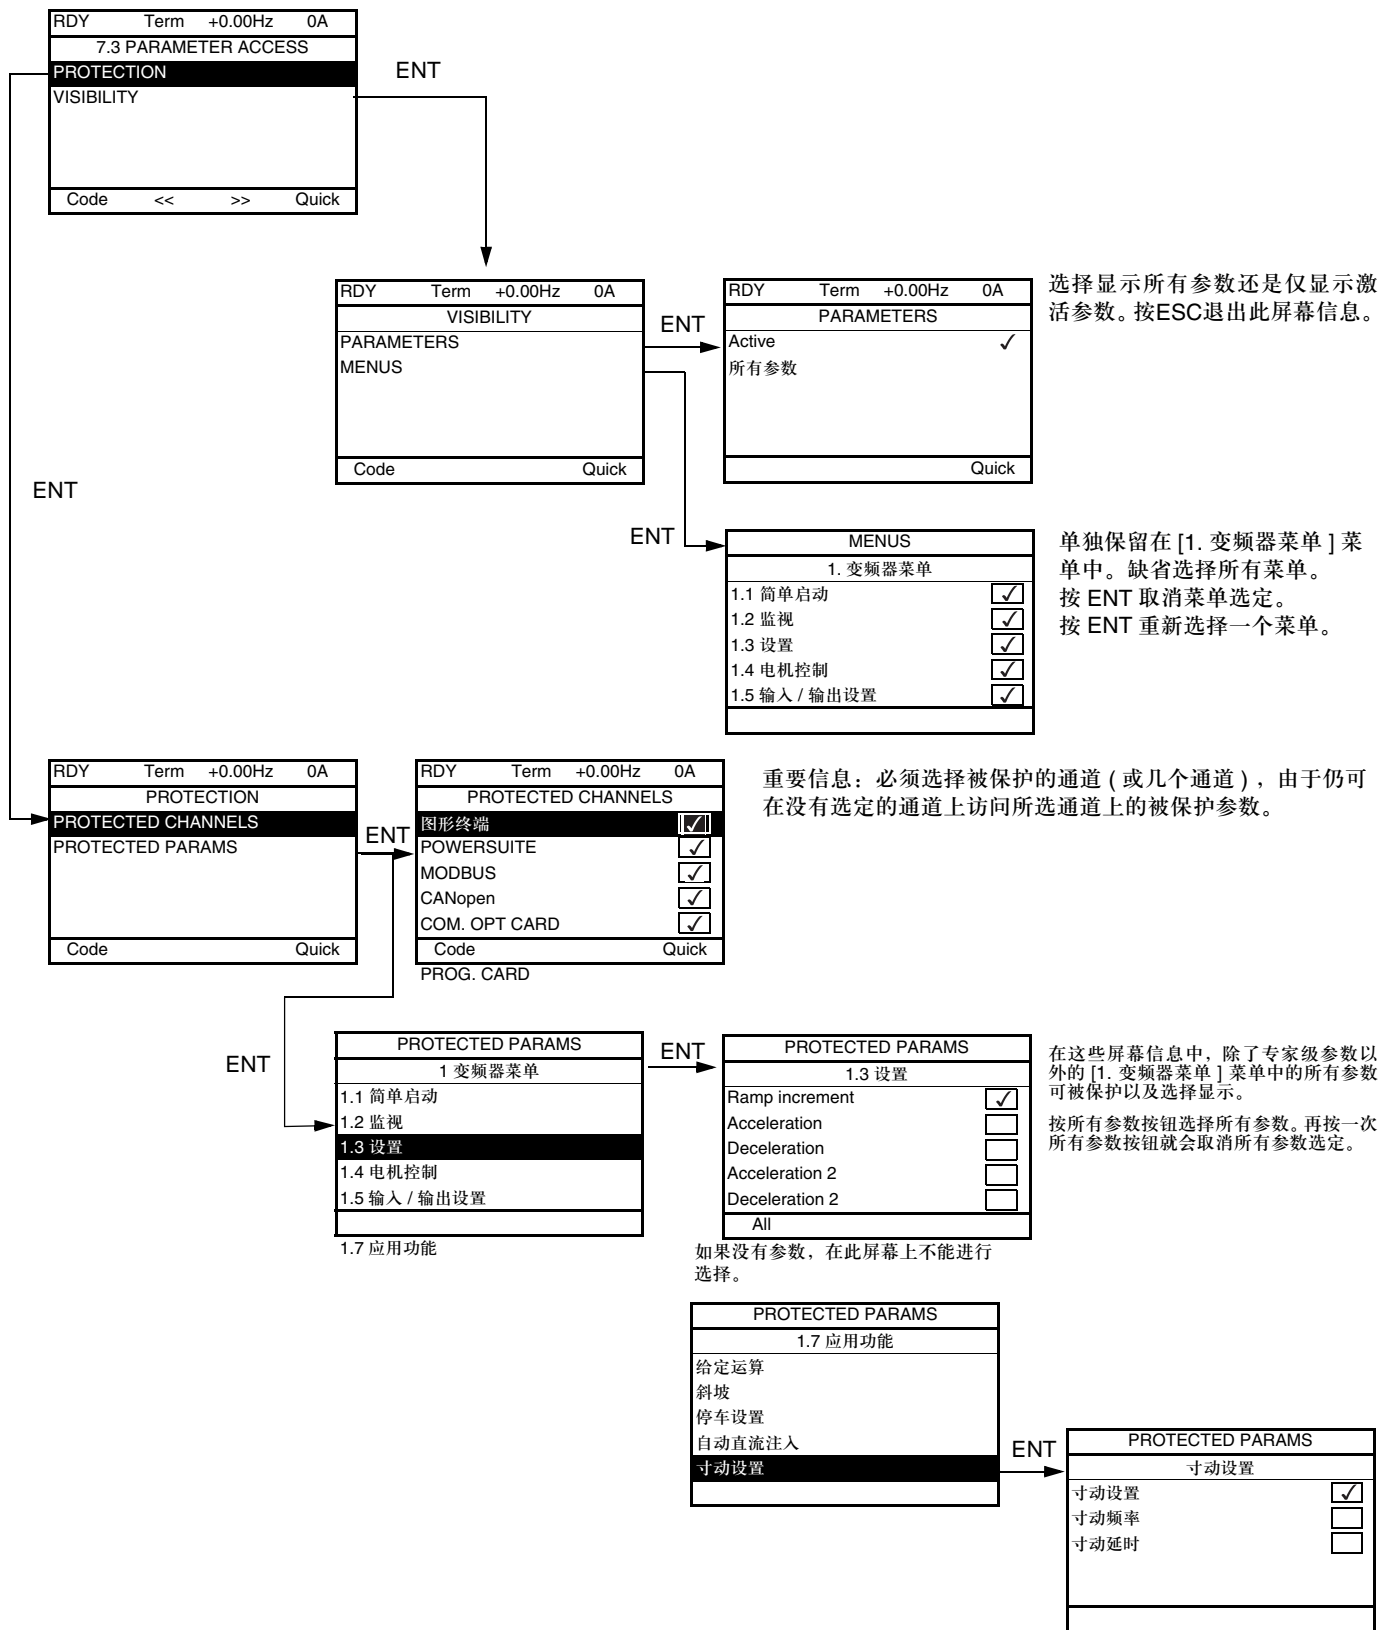 RDY Term +0.00Hz 0A
7.3 PARAMETER ACCESS
PROTECTION
VISIBILITY
Code << >> Quick
ENT
ENT
RDY Term +0.00Hz 0A
VISIBILITY
PARAMETERS
MENUS
Code Quick
ENT
RDY Term +0.00Hz 0A
PARAMETERS
Active ✓
所有参数
Quick
选择显示所有参数还是仅显示激
活参数。按ESC退出此屏幕信息。
ENT
MENUS
1. 变频器菜单
1.1 简单启动 ✓
1.2 监视 ✓
1.3 设置 ✓
1.4 电机控制 ✓
1.5 输入 / 输出设置 ✓
单独保留在 [1. 变频器菜单 ] 菜
单中。缺省选择所有菜单。
按 ENT 取消菜单选定。
按 ENT 重新选择一个菜单。
RDY Term +0.00Hz 0A
PROTECTION
PROTECTED CHANNELS
PROTECTED PARAMS
Code Quick
ENT
RDY Term +0.00Hz 0A
PROTECTED CHANNELS
图形终端 ✓
POWERSUITE ✓
MODBUS ✓
CANopen ✓
COM. OPT CARD ✓
Code Quick
PROG. CARD
重要信息：必须选择被保护的通道 ( 或几个通道 ) ，由于仍可
在没有选定的通道上访问所选通道上的被保护参数。
ENT
PROTECTED PARAMS
1 变频器菜单
1.1 简单启动
1.2 监视
1.3 设置
1.4 电机控制
1.5 输入 / 输出设置
1.7 应用功能
ENT
PROTECTED PARAMS
1.3 设置
Ramp increment ✓
Acceleration
Deceleration
Acceleration 2
Deceleration 2
All
如果没有参数，在此屏幕上不能进行
选择。
在这些屏幕信息中，除了专家级参数以
外的 [1. 变频器菜单 ] 菜单中的所有参数
可被保护以及选择显示。
按所有参数按钮选择所有参数。再按一次
所有参数按钮就会取消所有参数选定。
PROTECTED PARAMS
1.7 应用功能
给定运算
斜坡
停车设置
自动直流注入
寸动设置
ENT
PROTECTED PARAMS
寸动设置
寸动设置 ✓
寸动频率
寸动延时